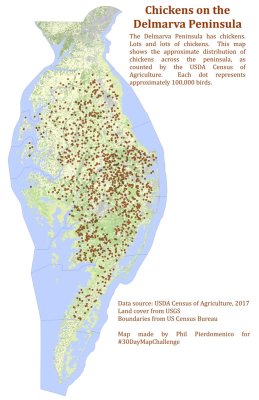 Chickens on the
Delmarva Peninsula
The Delmarva Peninsula has chickens.
Lots and lots of chickens. This map
shows the approximate distribution of
chickens across the peninsula, as
counted by the USDA Census of
Agriculture. Each dot represents
approximately 100,000 birds.
Data source: USDA Census of Agriculture, 2017
Land cover from USGS
Boundaries from US Census Bureau
Map made by Phil Pierdomenico for
#30DayMapChallenge